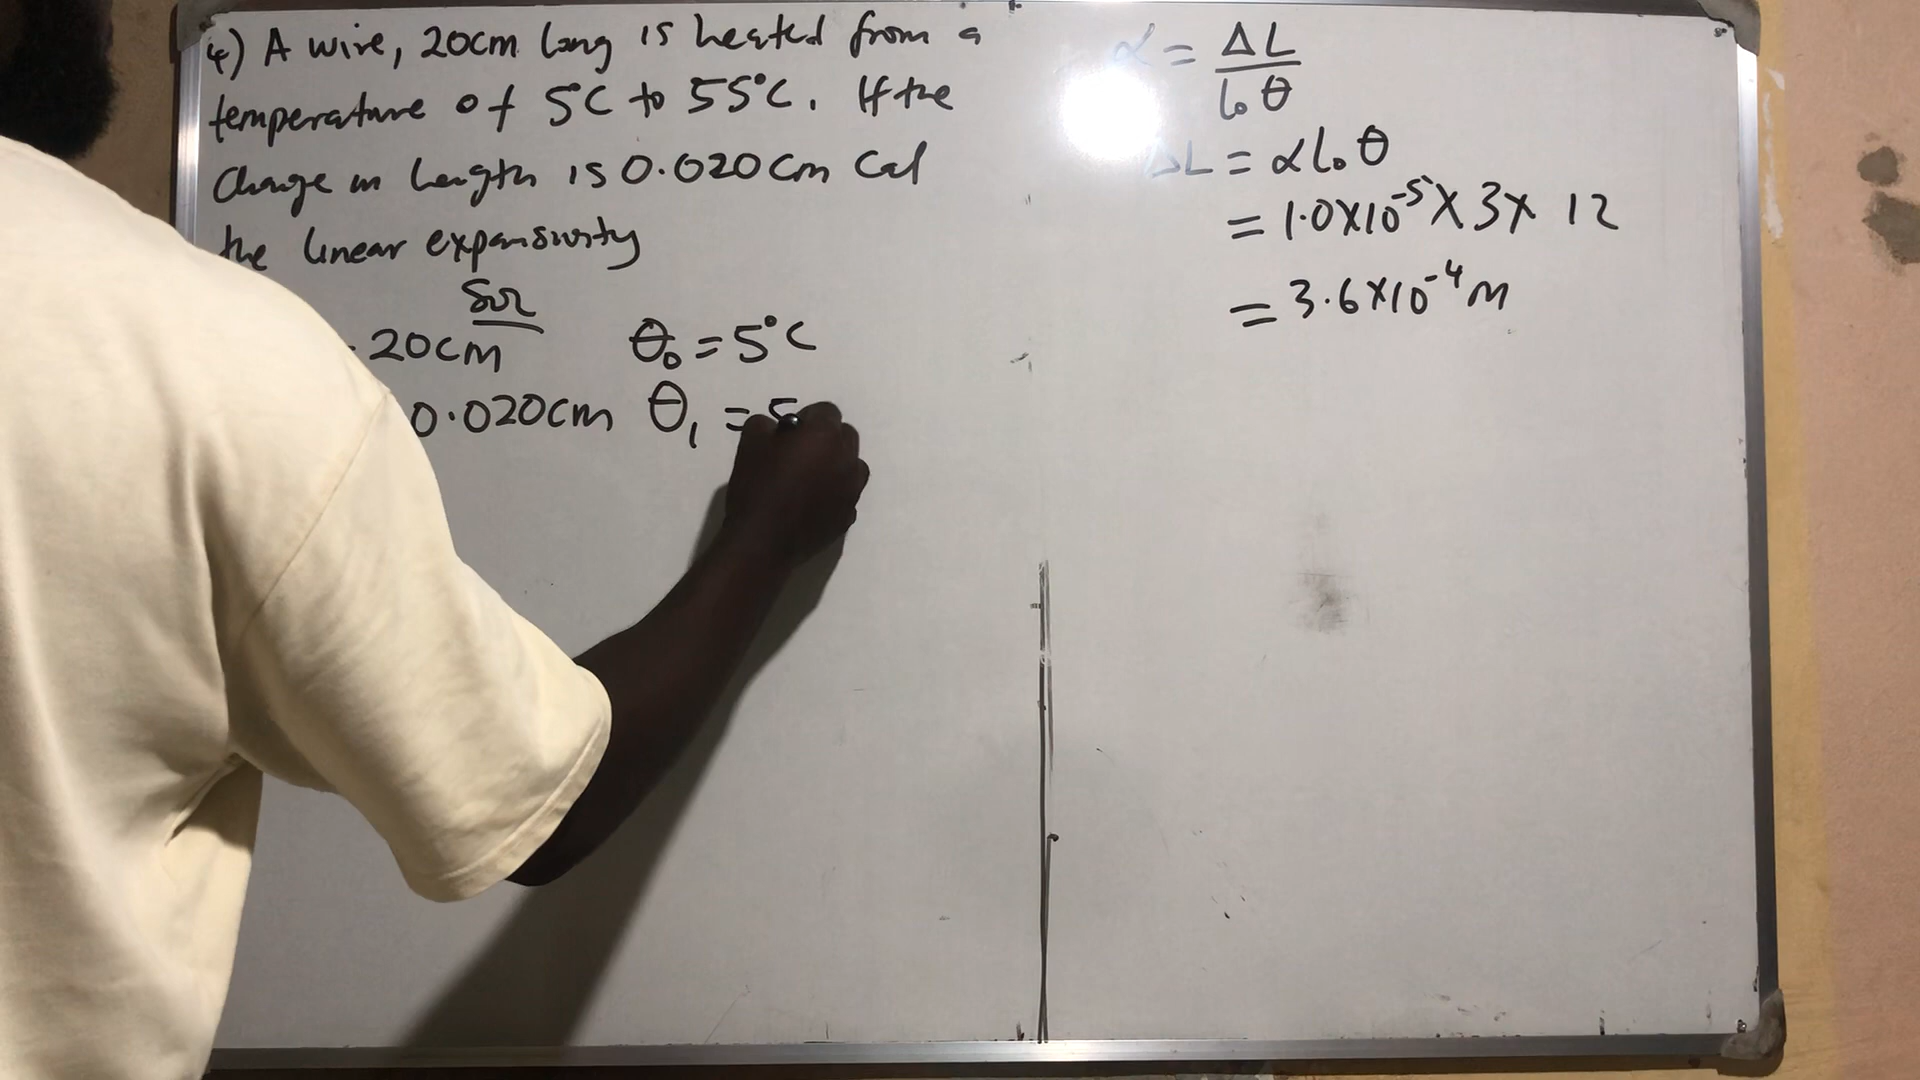 4) A wire, 20cm long is heated from a
temperature of 5°C to 55°C. If the
Change in Length is 0.020cm Cal
the linear expansivity
Sol
20cm θ₀ = 5°C
0.020cm θ₁ = 5
α = ΔL / l₀θ
ΔL = αl₀θ
= 1.0×10⁻⁵ × 3 × 12
= 3.6×10⁻⁴m